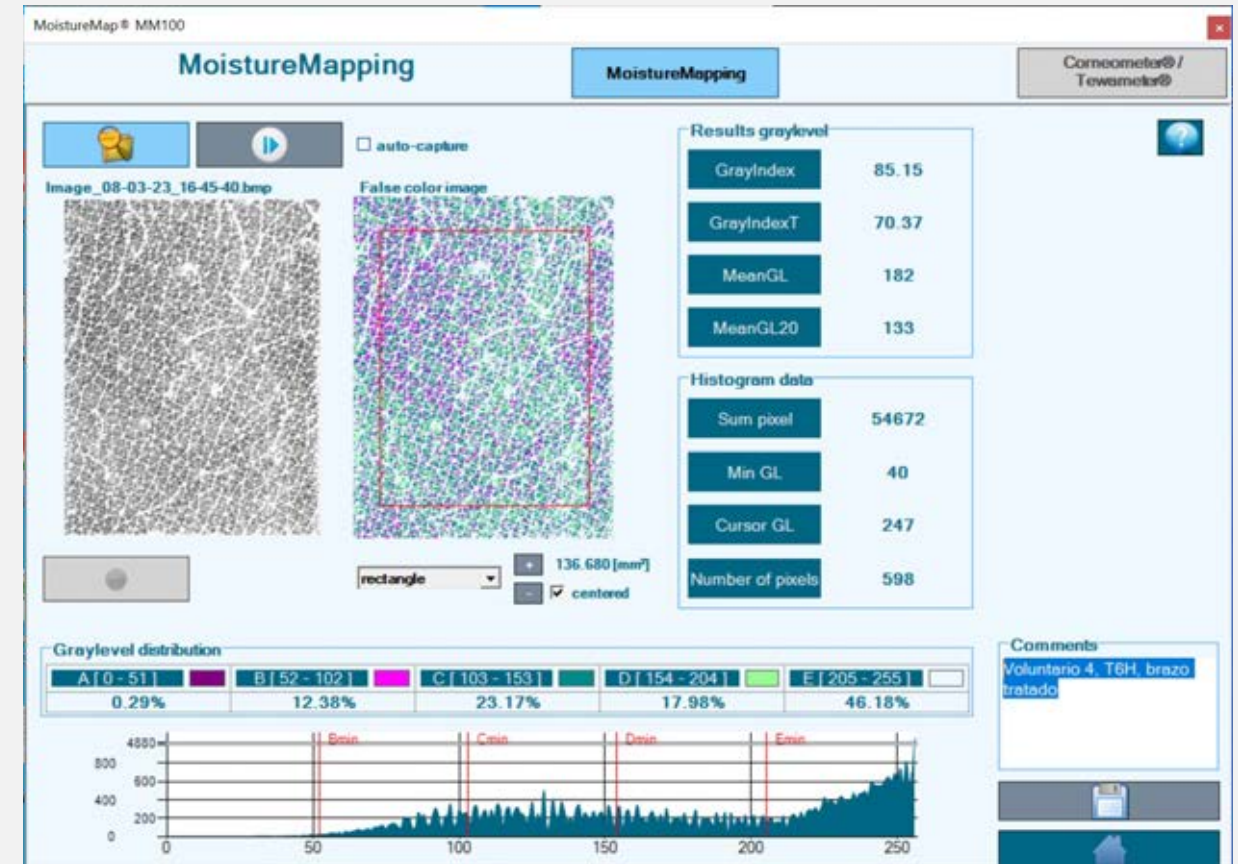 MoistureMap® MM100
MoistureMapping
MoistureMapping
Corneometer® /
Tewameter®
auto-capture
Image_08-03-23_16-45-40.bmp
False color image
Results graylevel
GrayIndex 85.15
GrayIndexT 70.37
MeanGL 182
MeanGL20 133
Histogram data
Sum pixel 54672
Min GL 40
Cursor GL 247
Number of pixels 598
rectangle
+ 136.680 [mm²]
- centered
Graylevel distribution
A [ 0 - 51 ] B [ 52 - 102 ] C [ 103 - 153 ] D [ 154 - 204 ] E [ 205 - 255 ]
0.29% 12.38% 23.17% 17.98% 46.18%
Comments
Voluntario 4, T6H, brazo
tratado
Bmin Cmin Dmin Emin
4880
800
600
400
200
0
0 50 100 150 200 250